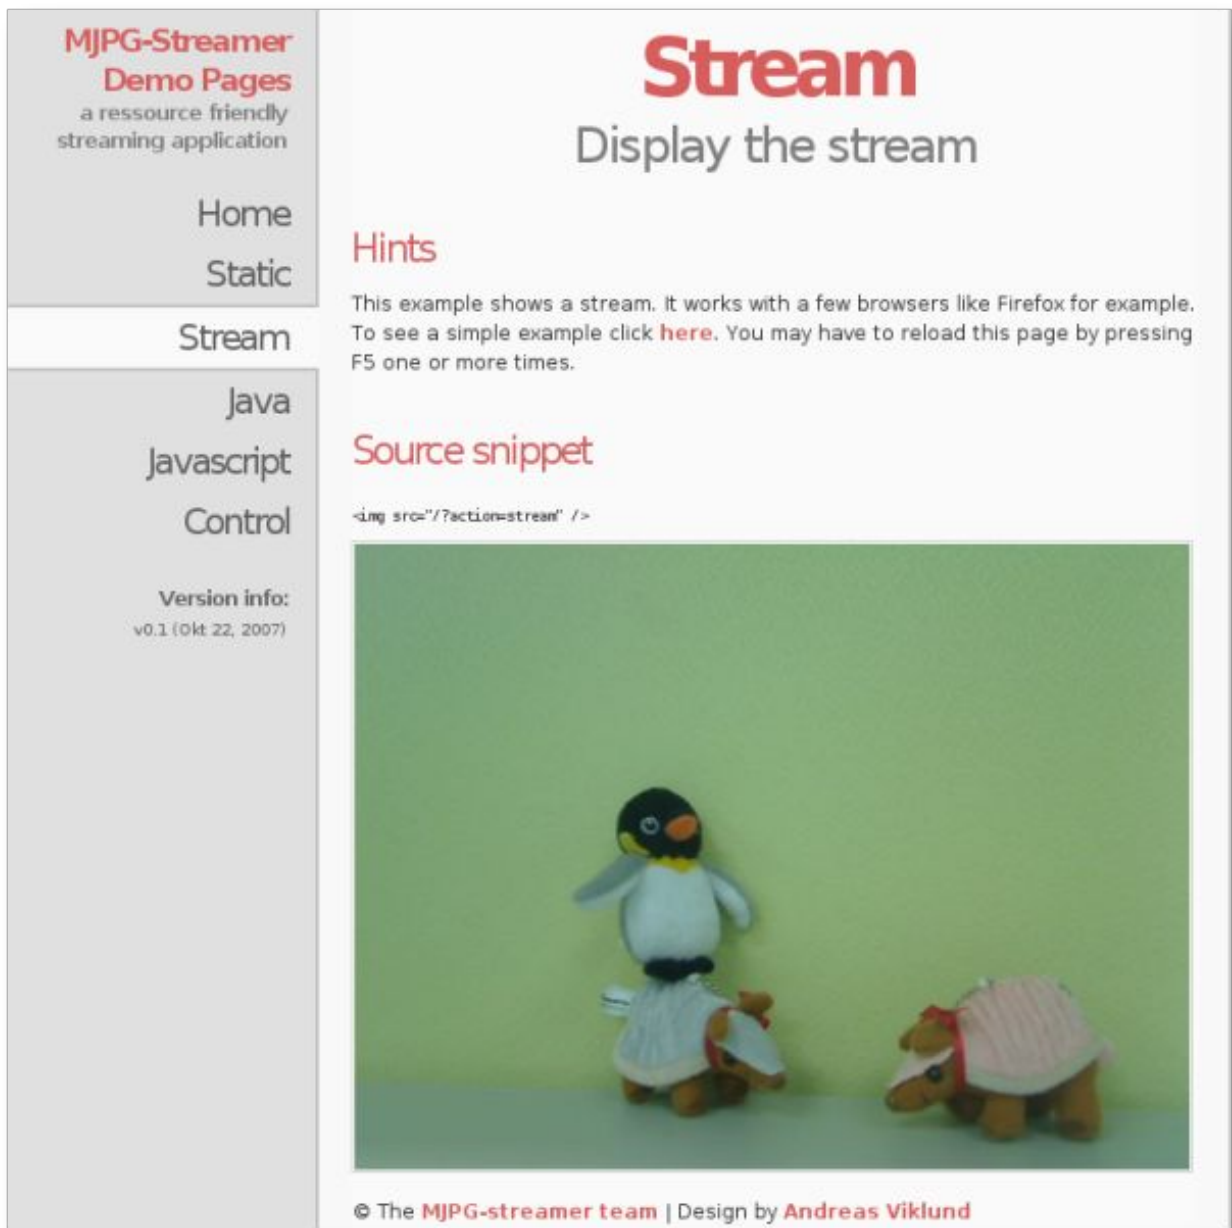 MJPG-Streamer
Demo Pages
a ressource friendly
streaming application
Home
Static
Stream
Java
Javascript
Control
Version info:
v0.1 (Okt 22, 2007)
Stream
Display the stream
Hints
This example shows a stream. It works with a few browsers like Firefox for example.
To see a simple example click here. You may have to reload this page by pressing
F5 one or more times.
Source snippet
<img src="/?action=stream" />
© The MJPG-streamer team | Design by Andreas Viklund